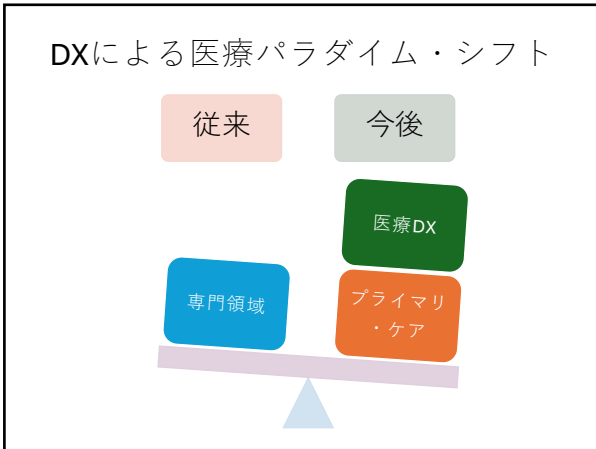 DXによる医療パラダイム・シフト
従来
今後
医療DX
専門領域
プライマリ
・ケア